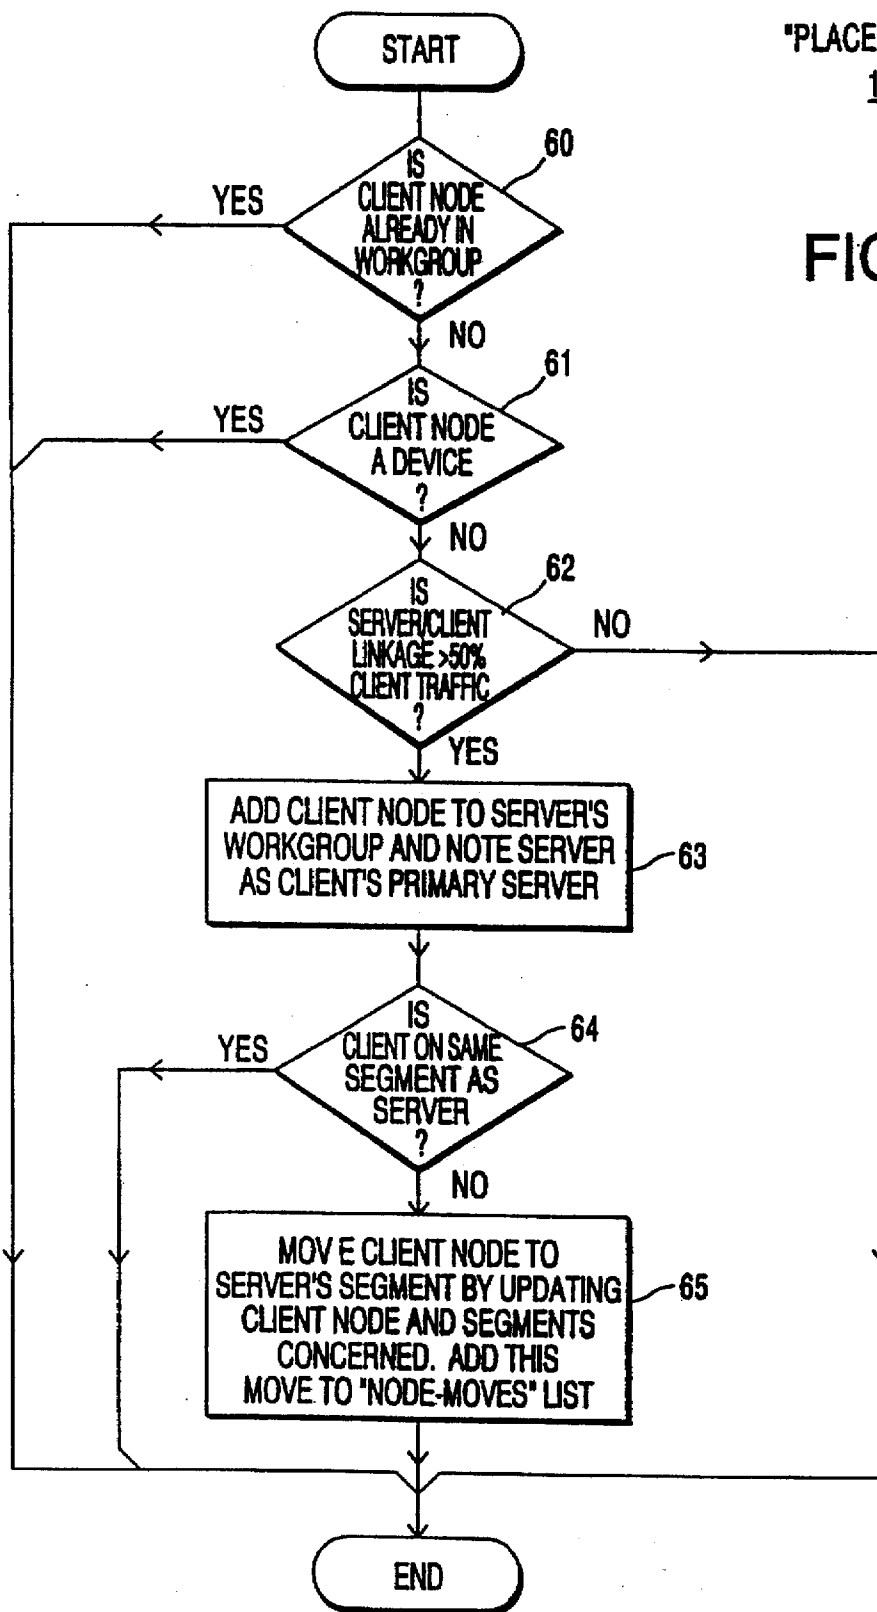 START
"PLACE
1
60
IS
CLIENT NODE
ALREADY IN
WORKGROUP
?
YES
NO
FIG
61
IS
CLIENT NODE
A DEVICE
?
YES
NO
62
IS
SERVER/CLIENT
LINKAGE >50%
CLIENT TRAFFIC
?
NO
YES
ADD CLIENT NODE TO SERVER'S
WORKGROUP AND NOTE SERVER
AS CLIENT'S PRIMARY SERVER
63
IS
CLIENT ON SAME
SEGMENT AS
SERVER
?
64
YES
NO
MOV E CLIENT NODE TO
SERVER'S SEGMENT BY UPDATING
CLIENT NODE AND SEGMENTS
CONCERNED. ADD THIS
MOVE TO "NODE-MOVES" LIST
65
END